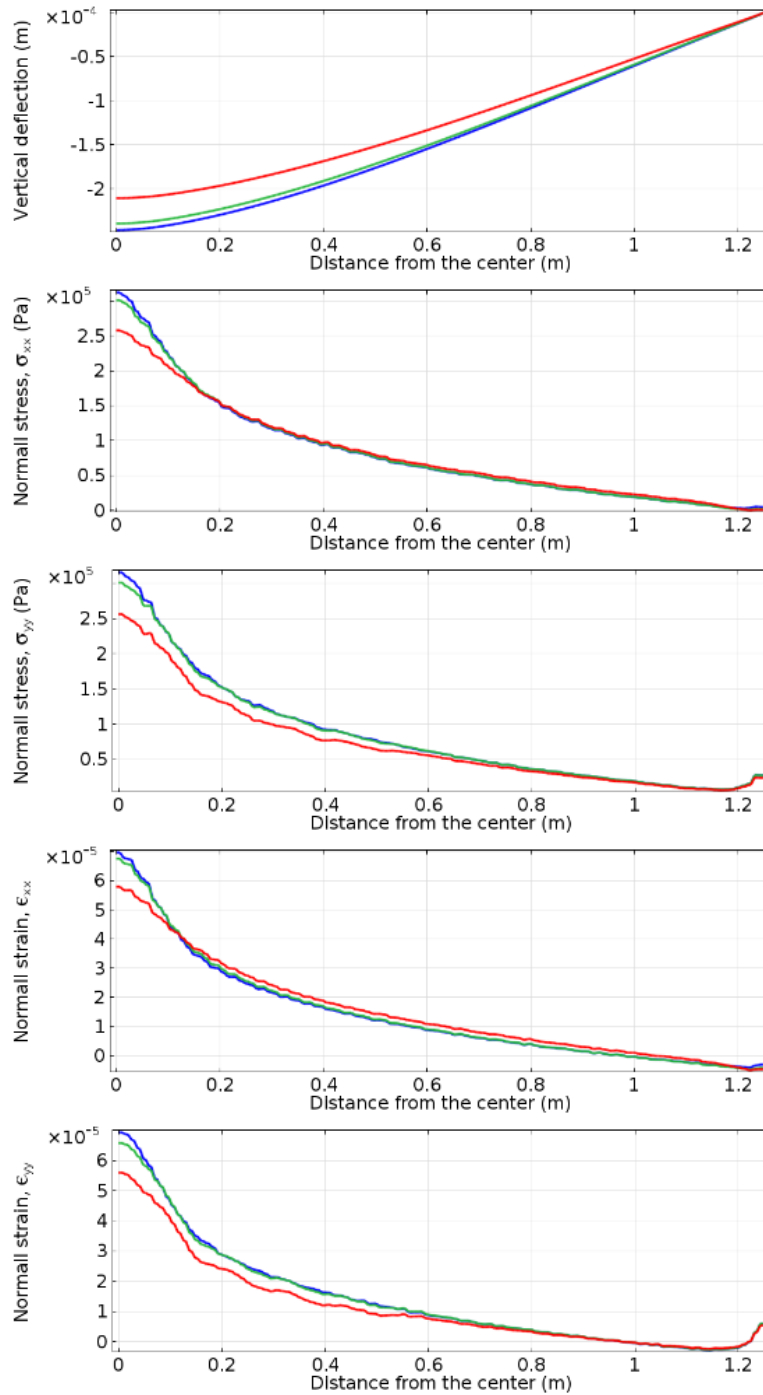 ×10⁻⁴
Vertical deflection (m)
-0.5
-1
-1.5
-2
0 0.2 0.4 0.6 0.8 1 1.2
Distance from the center (m)
×10⁵
Normall stress, σxx (Pa)
2.5
2
1.5
1
0.5
0
0 0.2 0.4 0.6 0.8 1 1.2
Distance from the center (m)
×10⁵
Normall stress, σyy (Pa)
2.5
2
1.5
1
0.5
0 0.2 0.4 0.6 0.8 1 1.2
Distance from the center (m)
×10⁻⁵
Normall strain, ϵxx
6
5
4
3
2
1
0
0 0.2 0.4 0.6 0.8 1 1.2
Distance from the center (m)
×10⁻⁵
Normall strain, ϵyy
6
5
4
3
2
1
0
0 0.2 0.4 0.6 0.8 1 1.2
Distance from the center (m)